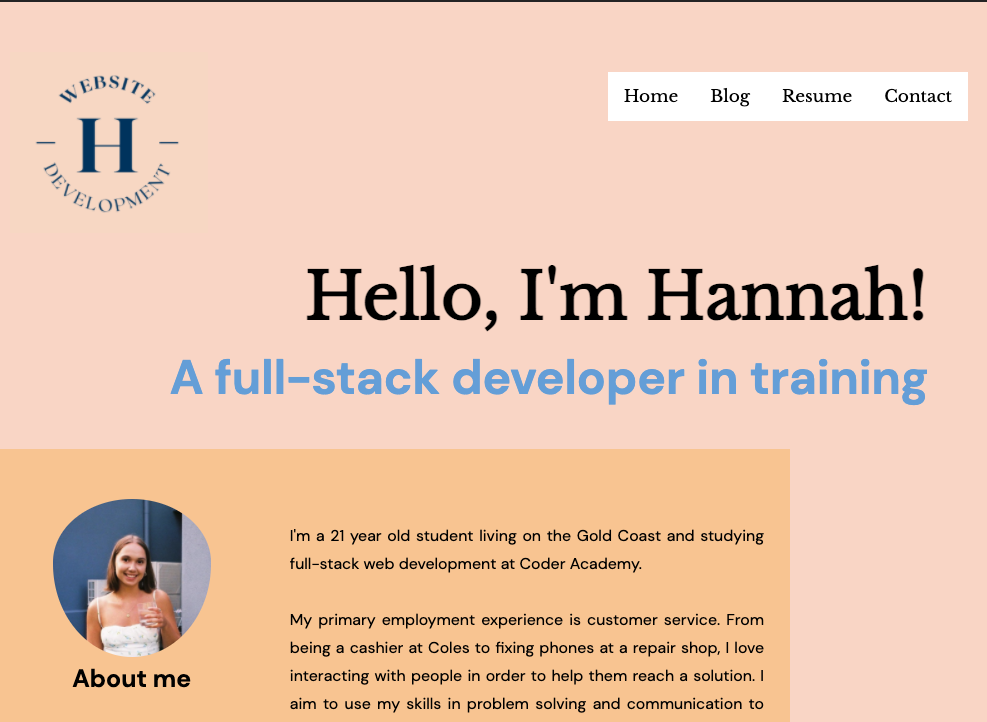 WEBSITE
H
DEVELOPMENT
Home Blog Resume Contact
Hello, I'm Hannah!
A full-stack developer in training
About me
I'm a 21 year old student living on the Gold Coast and studying
full-stack web development at Coder Academy.
My primary employment experience is customer service. From
being a cashier at Coles to fixing phones at a repair shop, I love
interacting with people in order to help them reach a solution. I
aim to use my skills in problem solving and communication to